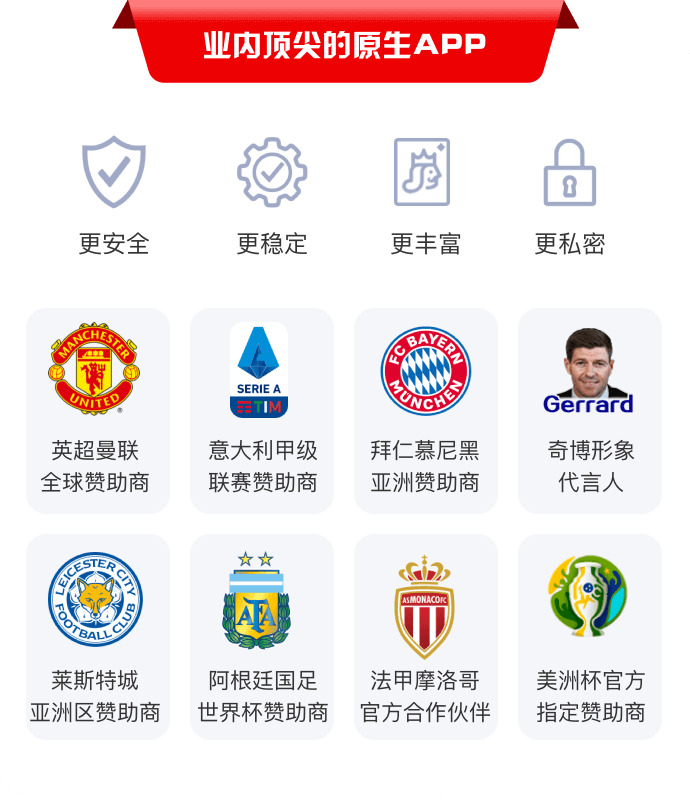 业内顶尖的原生APP
更安全
更稳定
更丰富
更私密
MANCHESTER
UNITED
®
SERIE A
TIM
FC BAYERN
MÜNCHEN
Gerrard
英超曼联
全球赞助商
意大利甲级
联赛赞助商
拜仁慕尼黑
亚洲赞助商
奇博形象
代言人
LEICESTER CITY
FOOTBALL CLUB
AFA
AS MONACO FC
莱斯特城
亚洲区赞助商
阿根廷国足
世界杯赞助商
法甲摩洛哥
官方合作伙伴
美洲杯官方
指定赞助商